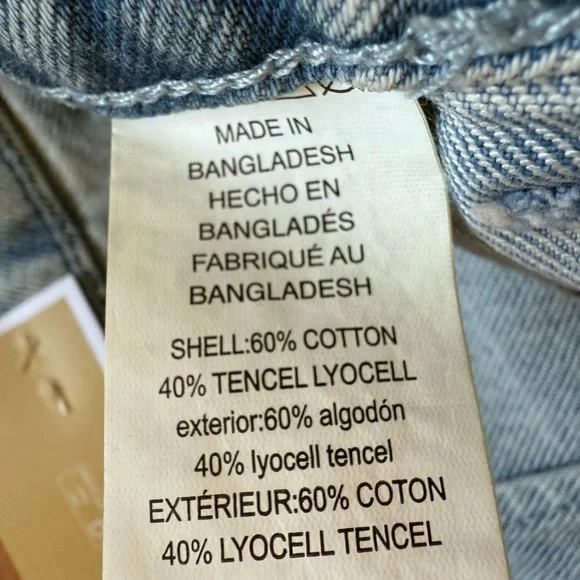 MADE IN
BANGLADESH
HECHO EN
BANGLADÉS
FABRIQUÉ AU
BANGLADESH
SHELL:60% COTTON
40% TENCEL LYOCELL
exterior:60% algodón
40% lyocell tencel
EXTÉRIEUR:60% COTON
40% LYOCELL TENCEL